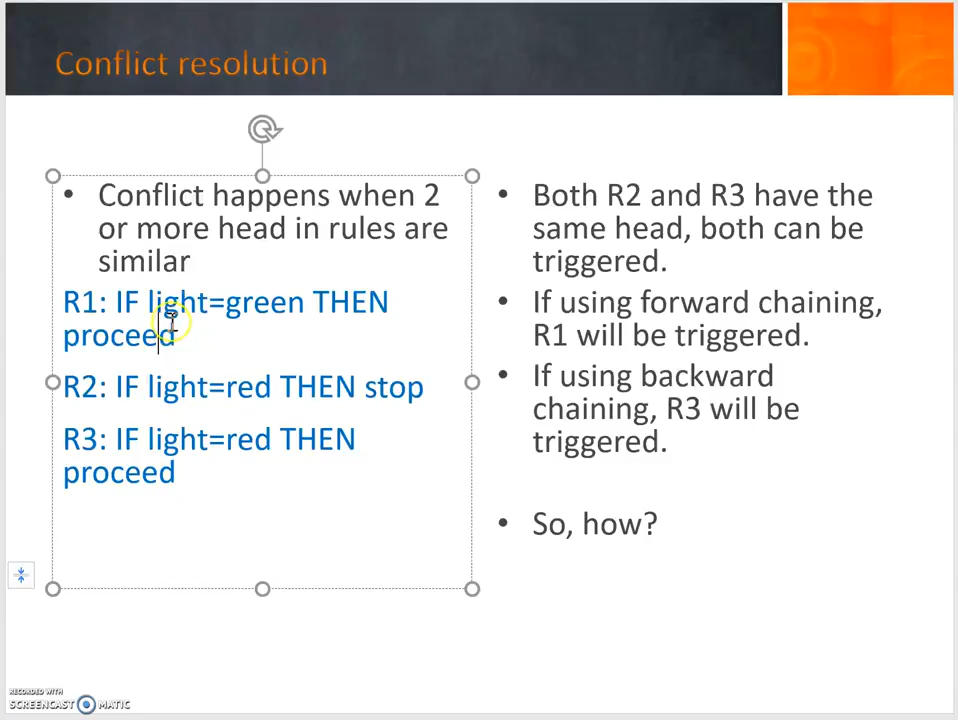 Conflict resolution
• Conflict happens when 2
or more head in rules are
similar
R1: IF light=green THEN
proceed
R2: IF light=red THEN stop
R3: IF light=red THEN
proceed
• Both R2 and R3 have the
same head, both can be
triggered.
• If using forward chaining,
R1 will be triggered.
• If using backward
chaining, R3 will be
triggered.
• So, how?
RECORDED WITH
SCREENCAST MATIC